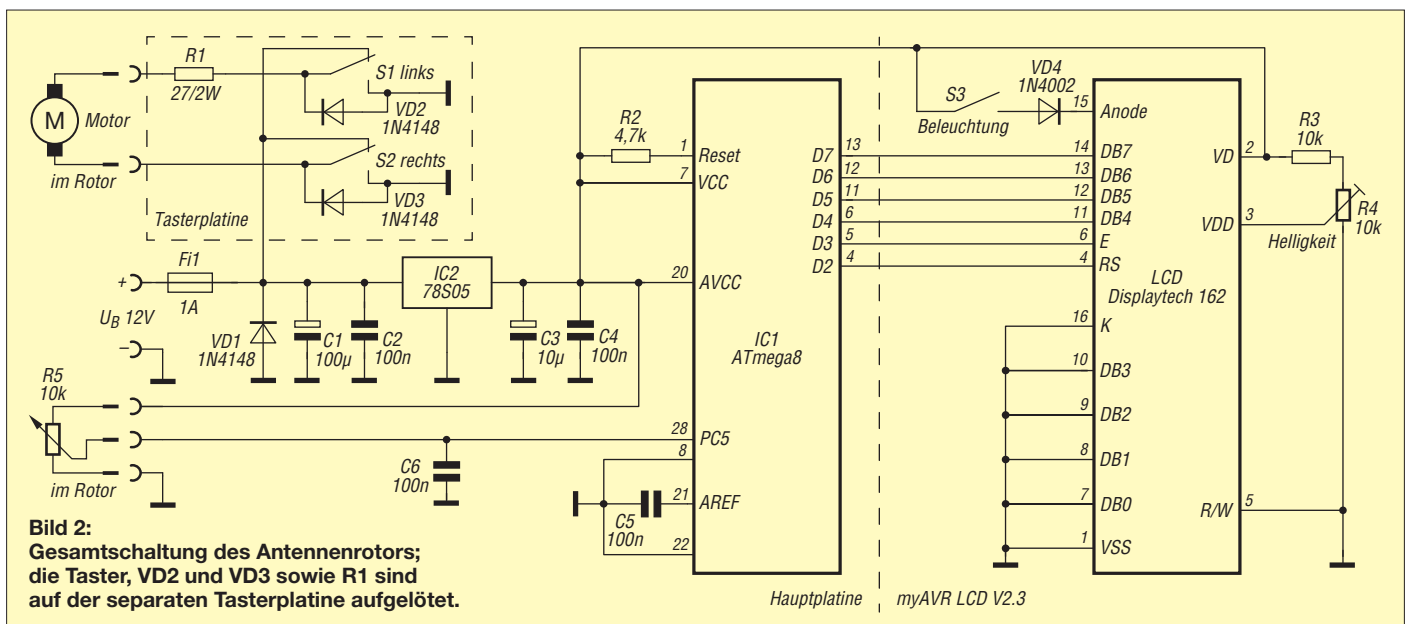 R1
27/2W
S1 links
VD2
1N4148
M
Motor
im Rotor
S2 rechts
VD3
1N4148
Tasterplatine
+
Fi1
1A
UB 12V
–
VD1
1N4148
C1
100µ
C2
100n
IC2
78S05
C3
10µ
C4
100n
R5
10k
im Rotor
C6
100n
R2
4,7k
1
Reset
7
VCC
20
AVCC
28
PC5
8
21
AREF
C5
100n
22
IC1
ATmega8
D7
13
D6
12
D5
11
D4
6
D3
5
D2
4
S3
Beleuchtung
VD4
1N4002
15
Anode
14
DB7
13
DB6
12
DB5
11
DB4
6
E
4
RS
LCD
Displaytech 162
16
K
10
DB3
9
DB2
8
DB1
7
DB0
1
VSS
VD
2
VDD
3
R/W
5
R3
10k
R4
10k
Helligkeit
Hauptplatine
myAVR LCD V2.3
Bild 2:
Gesamtschaltung des Antennenrotors;
die Taster, VD2 und VD3 sowie R1 sind
auf der separaten Tasterplatine aufgelötet.